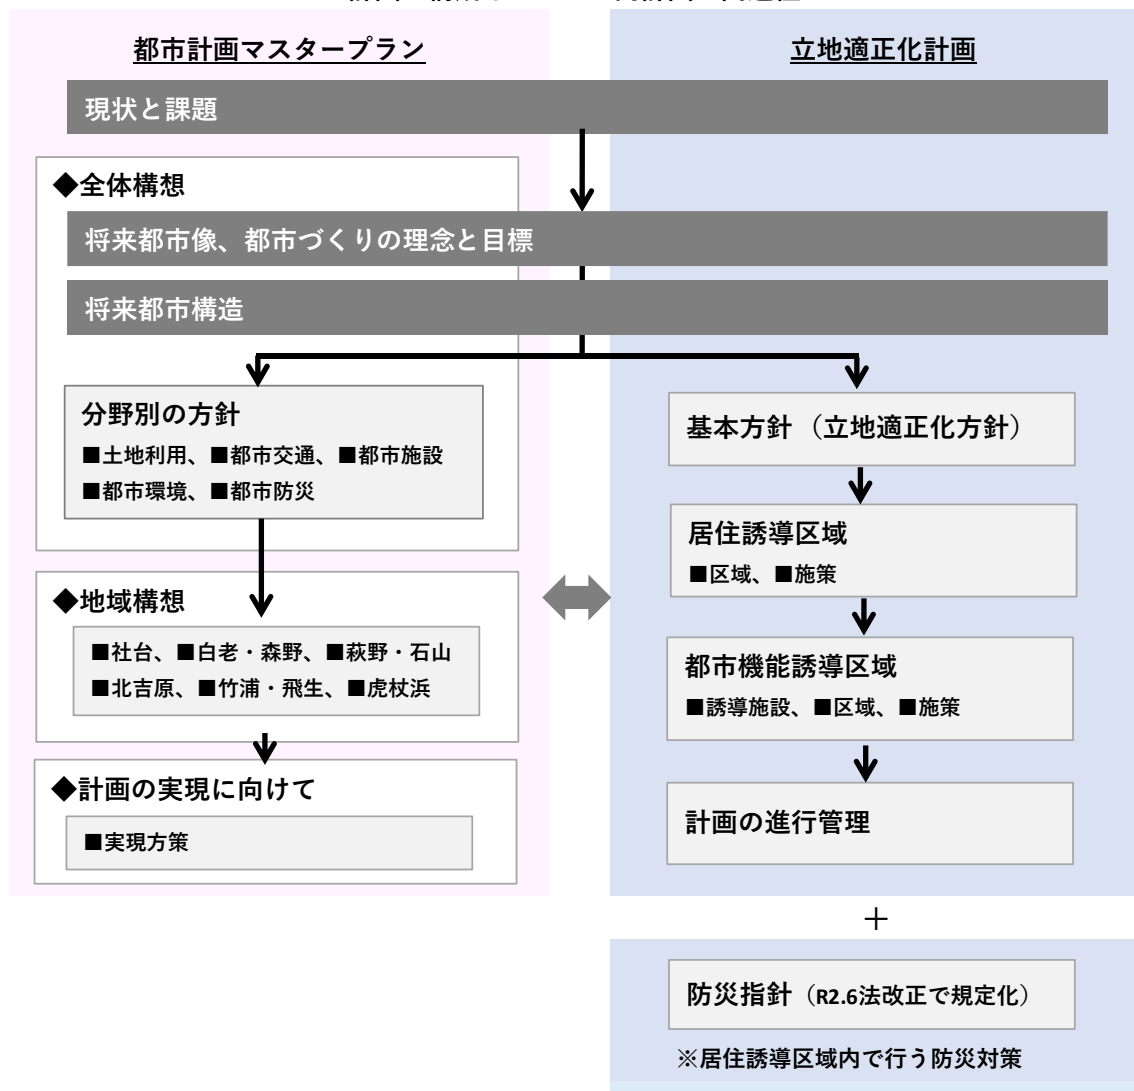 都市計画マスタープラン
立地適正化計画
現状と課題
◆全体構想
将来都市像、都市づくりの理念と目標
将来都市構造
分野別の方針
■土地利用、■都市交通、■都市施設
■都市環境、■都市防災
◆地域構想
■社台、■白老・森野、■萩野・石山
■北吉原、■竹浦・飛生、■虎杖浜
◆計画の実現に向けて
■実現方策
基本方針（立地適正化方針）
居住誘導区域
■区域、■施策
都市機能誘導区域
■誘導施設、■区域、■施策
計画の進行管理
＋
防災指針（R2.6法改正で規定化）
※居住誘導区域内で行う防災対策